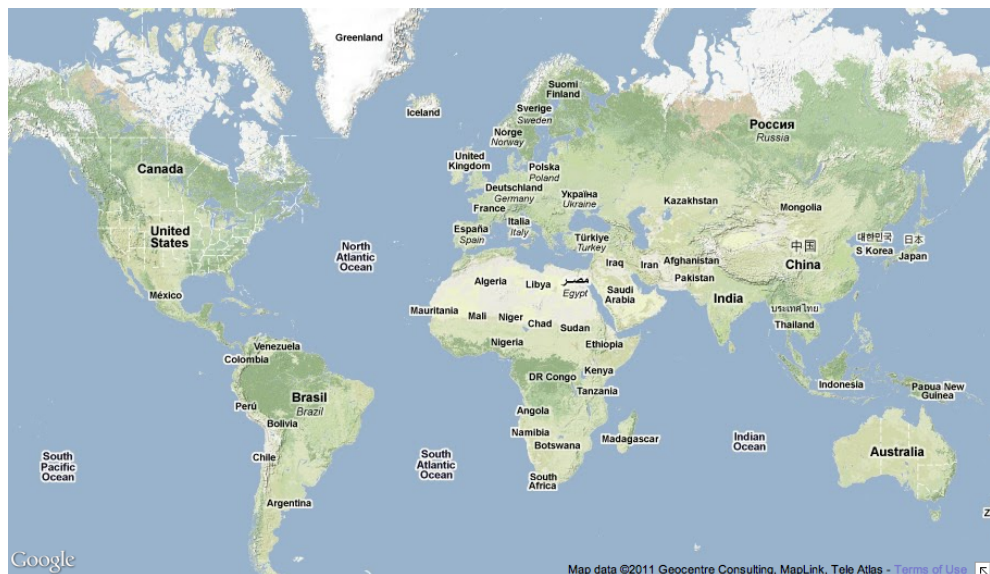 Greenland
Iceland
Suomi
Finland
Sverige
Sweden
Norge
Norway
Россия
Russia
United
Kingdom
Polska
Poland
Canada
Deutschland
Germany
Україна
Ukraine
Kazakhstan
France
Mongolia
Italia
Italy
España
Spain
United
States
Türkiye
Turkey
中国
China
대한민국
S Korea
日本
Japan
North
Atlantic
Ocean
Iraq
Iran
Afghanistan
Pakistan
Algeria
Libya
مصر
Egypt
Saudi
Arabia
India
México
Mauritania
Mali
Niger
Chad
Sudan
ประเทศไทย
Thailand
Nigeria
Ethiopia
Venezuela
Colombia
Kenya
DR Congo
Tanzania
Indonesia
Papua New
Guinea
Brasil
Brazil
Perú
Bolivia
Angola
Namibia
Botswana
Madagascar
Indian
Ocean
Chile
South
Pacific
Ocean
South
Atlantic
Ocean
Australia
South
Africa
Argentina
Z
Google
Map data ©2011 Geocentre Consulting, MapLink, Tele Atlas - Terms of Use